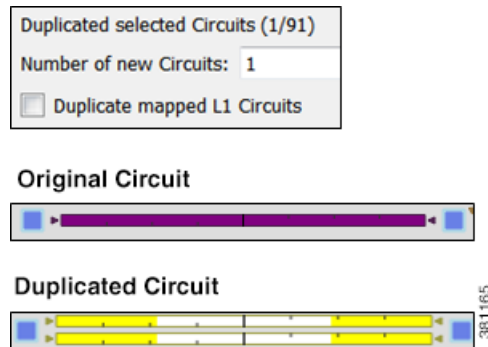 Duplicated selected Circuits (1/91)
Number of new Circuits: 1
Duplicate mapped L1 Circuits
Original Circuit
Duplicated Circuit
381165